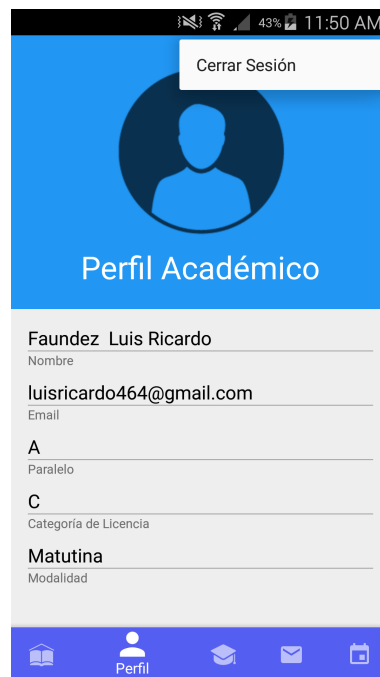 43% 11:50 AM
Cerrar Sesión
Perfil Académico
Faundez  Luis Ricardo
Nombre
luisricardo464@gmail.com
Email
A
Paralelo
C
Categoría de Licencia
Matutina
Modalidad
Perfil